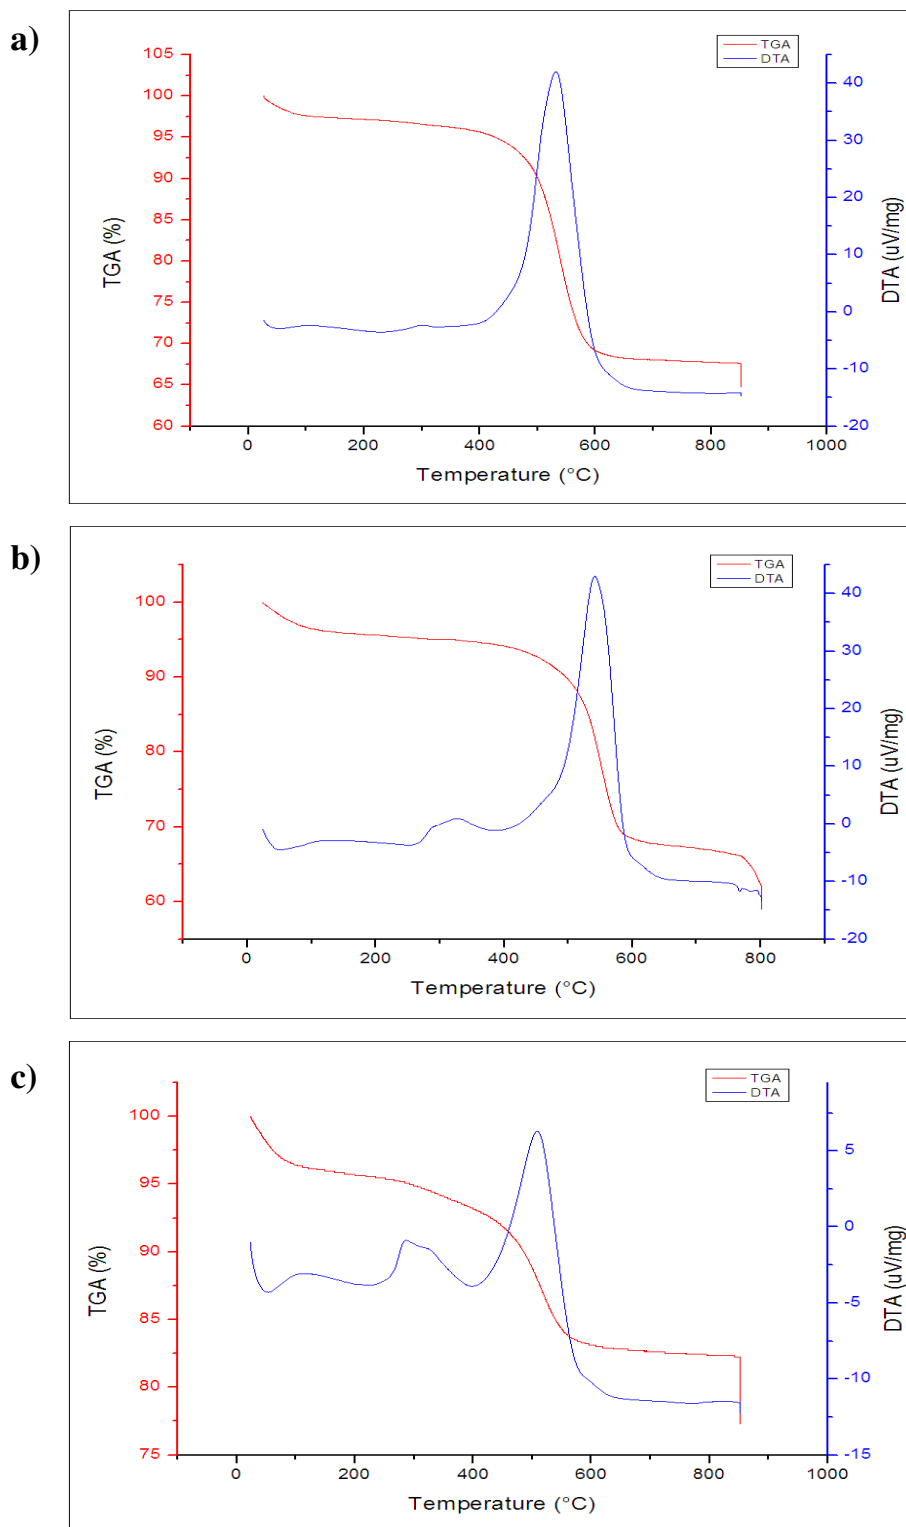 a)
TGA
DTA
105
100
95
90
85
80
75
70
65
60
TGA (%)
40
30
20
10
0
-10
-20
DTA (uV/mg)
0 200 400 600 800 1000
Temperature (°C)
b)
TGA
DTA
100
90
80
70
60
TGA (%)
40
30
20
10
0
-10
-20
DTA (uV/mg)
0 200 400 600 800
Temperature (°C)
c)
TGA
DTA
100
95
90
85
80
75
TGA (%)
5
0
-5
-10
-15
DTA (uV/mg)
0 200 400 600 800 1000
Temperature (°C)